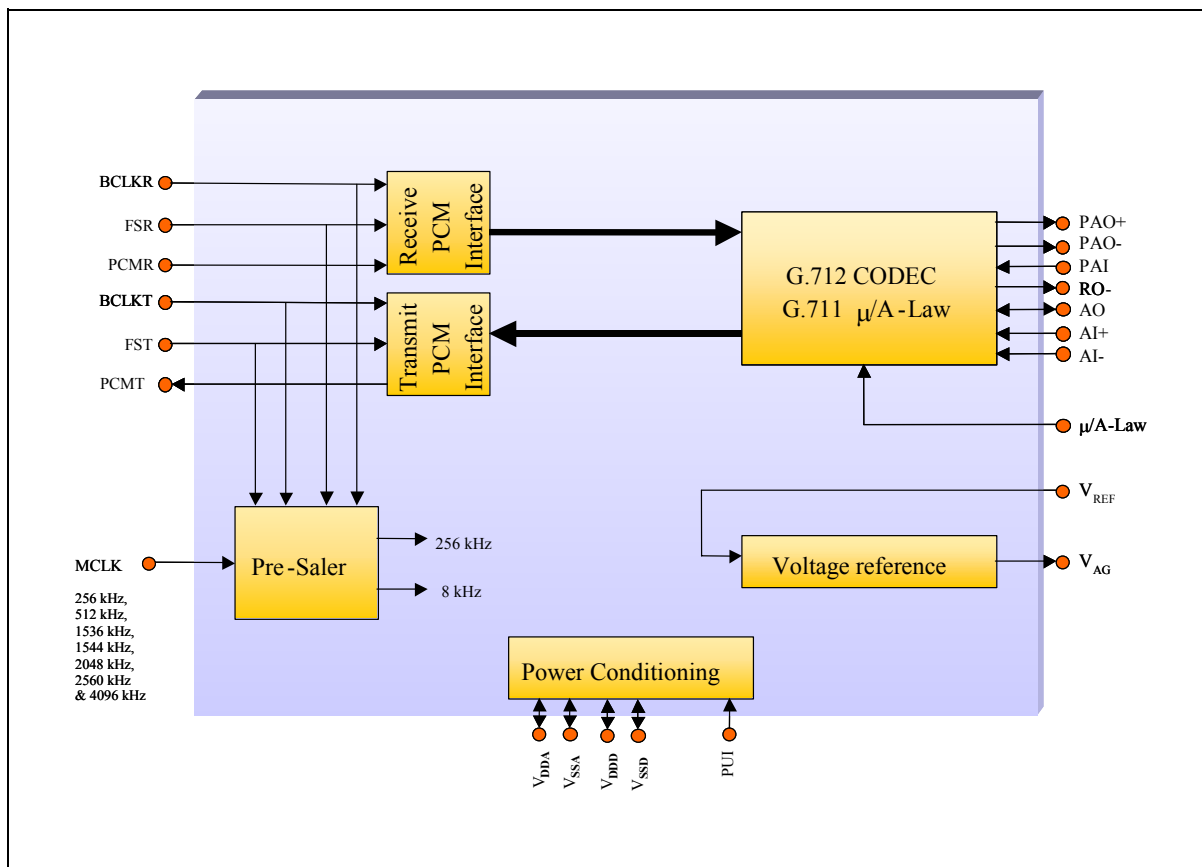 BCLKR
FSR
PCMR
BCLKT
FST
PCMT
Receive
PCM
Interface
Transmit
PCM
Interface
G.712 CODEC
G.711 μ/A-Law
PAO+
PAO-
PAI
RO-
AO
AI+
AI-
μ/A-Law
VREF
Voltage reference
VAG
MCLK
256 kHz,
512 kHz,
1536 kHz,
1544 kHz,
2048 kHz,
2560 kHz
& 4096 kHz
Pre-Saler
256 kHz
8 kHz
Power Conditioning
VDDA
VSSA
VDDD
VSSD
PUI